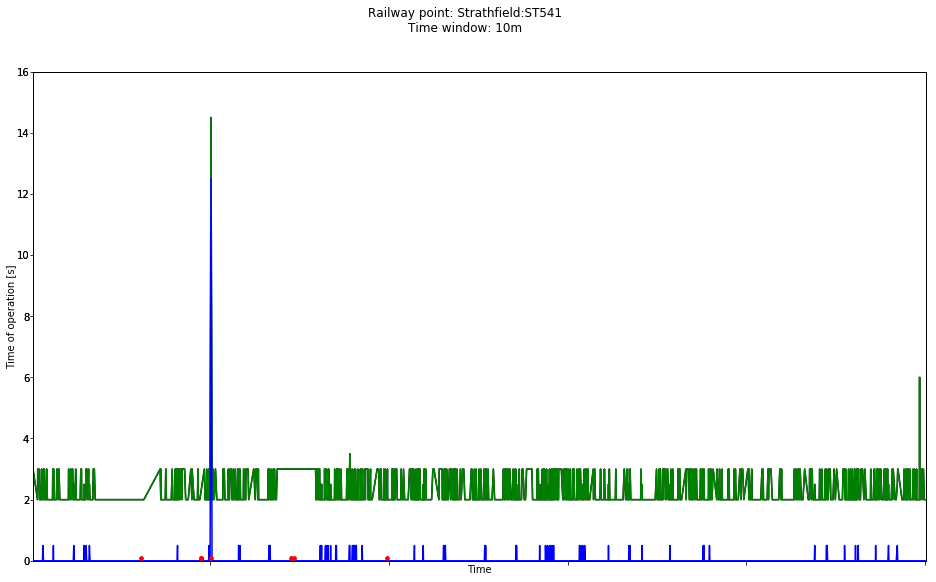 Railway point: Strathfield:ST541
Time window: 10m
16
14
12
10
8
6
4
2
0
Time of operation [s]
Time